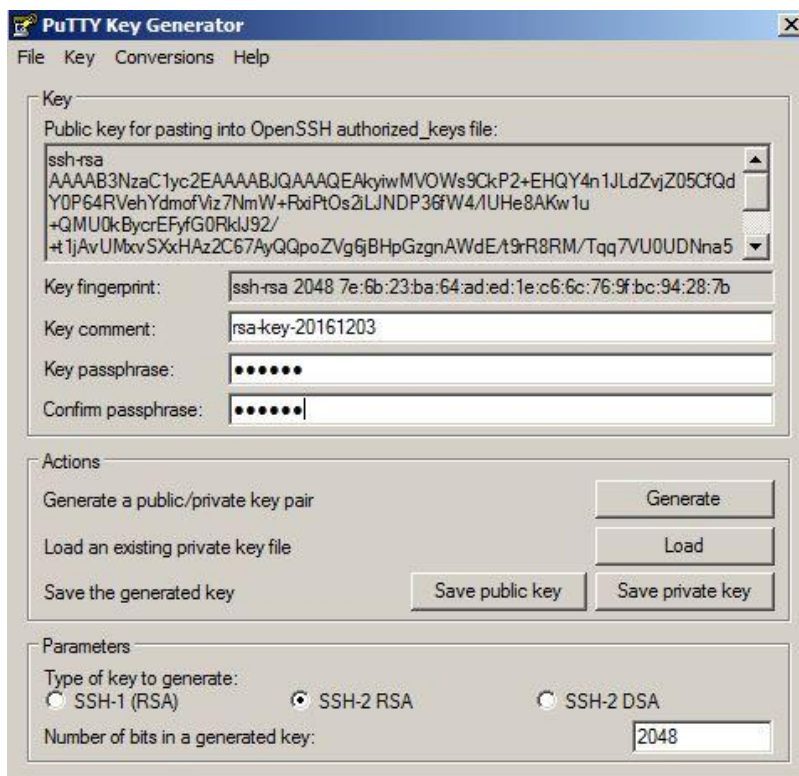 PuTTY Key Generator
File Key Conversions Help
Key
Public key for pasting into OpenSSH authorized_keys file:
ssh-rsa
AAAAB3NzaC1yc2EAAAABJQAAAQEAkyiwMVOWs9CkP2+EHQY4n1JLdZvjZ05CfQd
Y0P64RVehYdmofViz7NmW+RxiPtOs2iLJNDP36fW4/lUHe8AKw1u
+QMU0kBycrEFyfG0RklJ92/
+t1jAvUMxvSXxHAz2C67AyQQpoZVg6jBHpGzgnAWdE/t9rR8RM/Tqq7VU0UDNna5
Key fingerprint: ssh-rsa 2048 7e:6b:23:ba:64:ad:ed:1e:c6:6c:76:9f:bc:94:28:7b
Key comment: rsa-key-20161203
Key passphrase: ●●●●●●
Confirm passphrase: ●●●●●●
Actions
Generate a public/private key pair Generate
Load an existing private key file Load
Save the generated key Save public key Save private key
Parameters
Type of key to generate:
SSH-1 (RSA) SSH-2 RSA SSH-2 DSA
Number of bits in a generated key: 2048